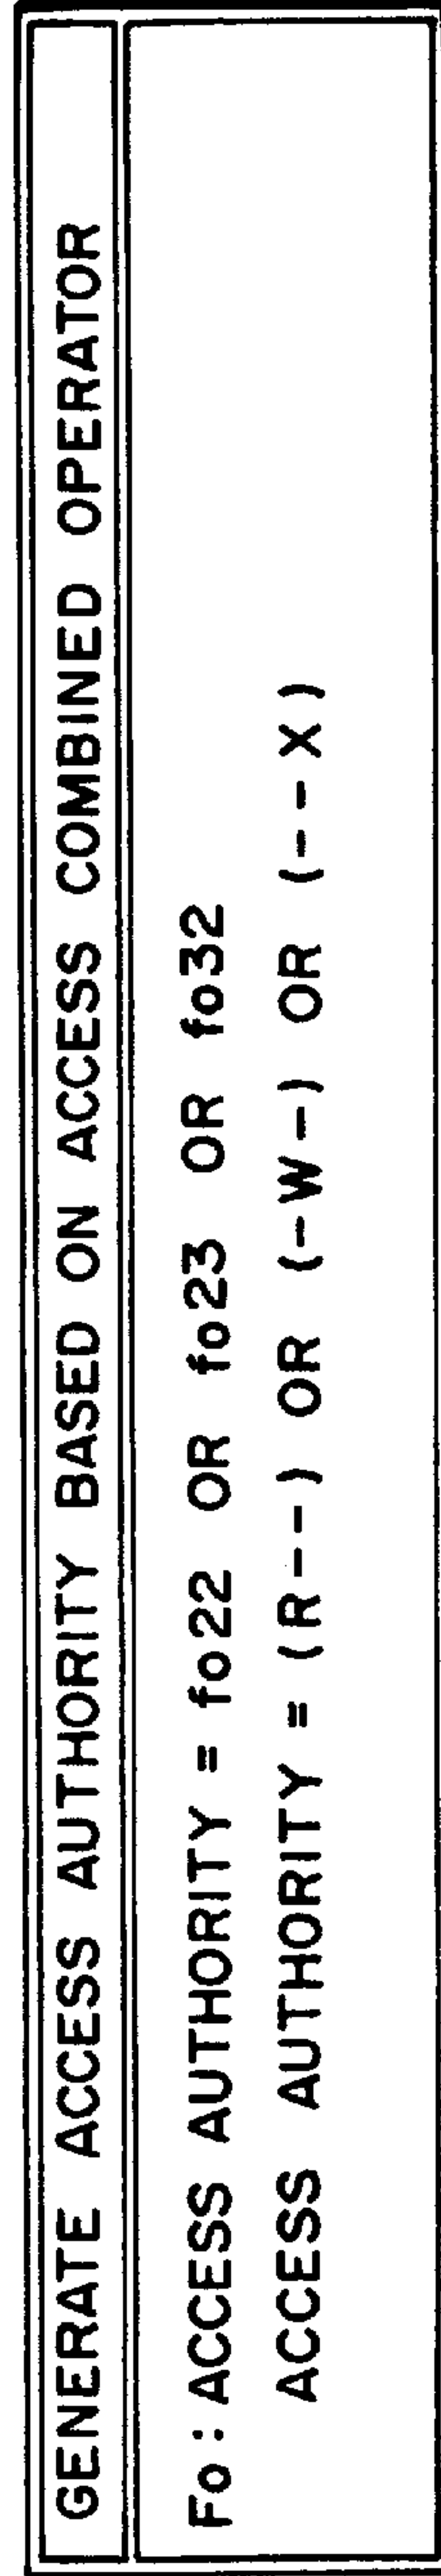 GENERATE ACCESS AUTHORITY BASED ON ACCESS COMBINED OPERATOR
Fo : ACCESS AUTHORITY = fo22 OR fo23 OR fo32
ACCESS AUTHORITY = (R--) OR (-W-) OR (--X)